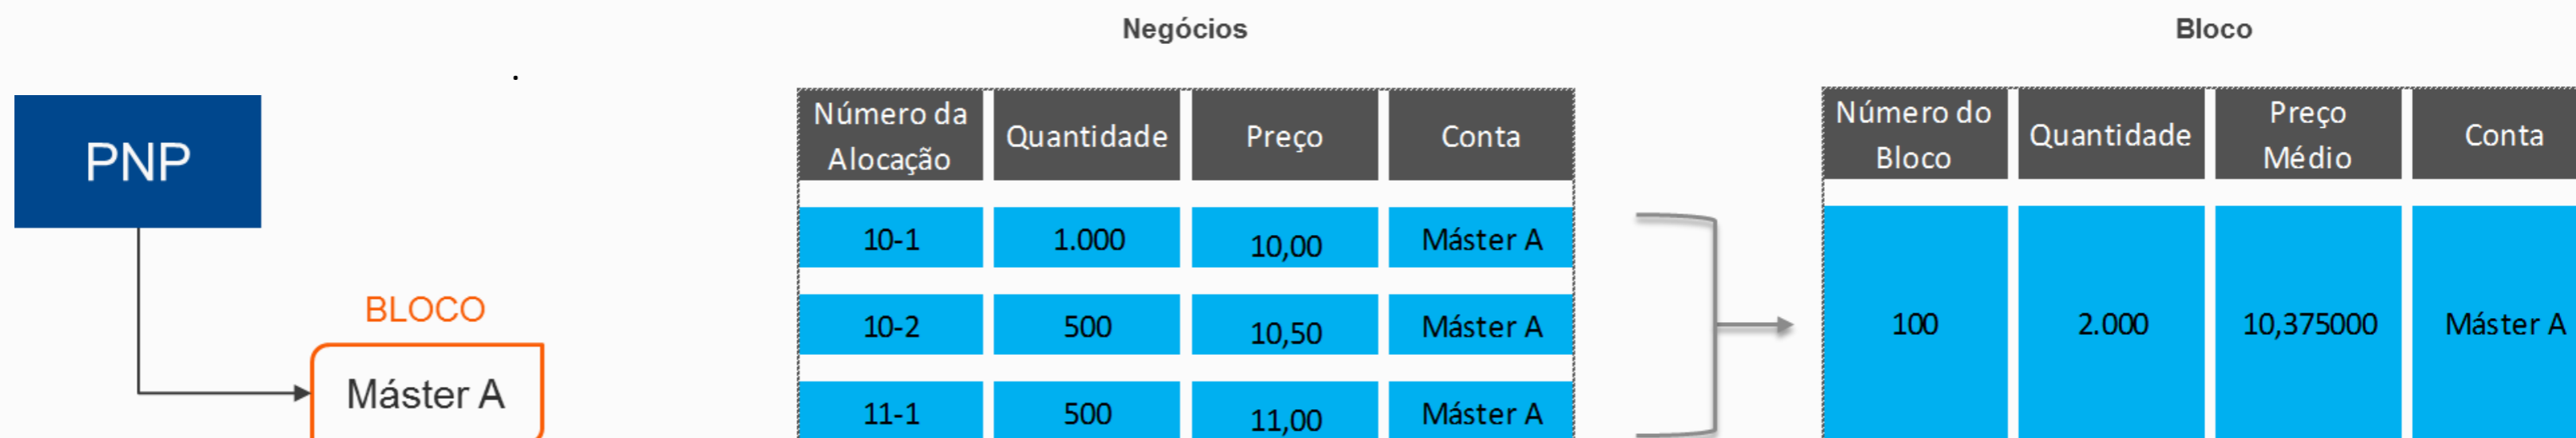 Negócios
Bloco
PNP
BLOCO
Máster A
Número da Alocação Quantidade Preço Conta
10-1 1.000 10,00 Máster A
10-2 500 10,50 Máster A
11-1 500 11,00 Máster A
Número do Bloco Quantidade Preço Médio Conta
100 2.000 10,375000 Máster A